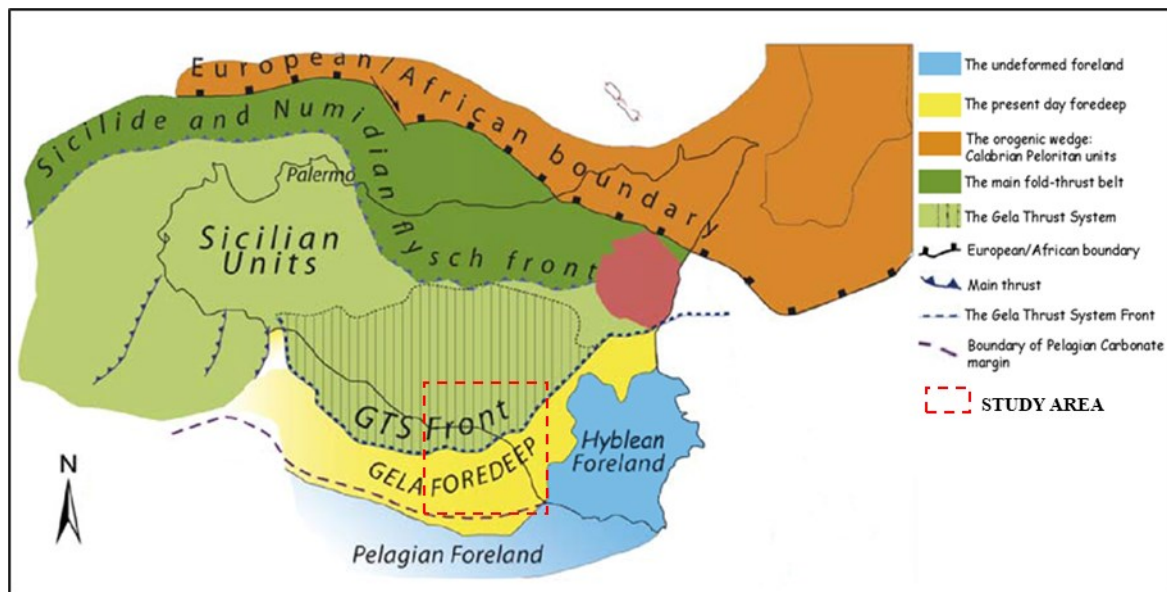 European/African boundary
Sicilide and Numidian flysch front
Palermo
Sicilian
Units
GTS Front
GELA FOREDEEP
Hyblean
Foreland
Pelagian Foreland
N
The undeformed foreland
The present day foredeep
The orogenic wedge:
Calabrian Peloritan units
The main fold-thrust belt
The Gela Thrust System
European/African boundary
Main thrust
The Gela Thrust System Front
Boundary of Pelagian Carbonate
margin
STUDY AREA